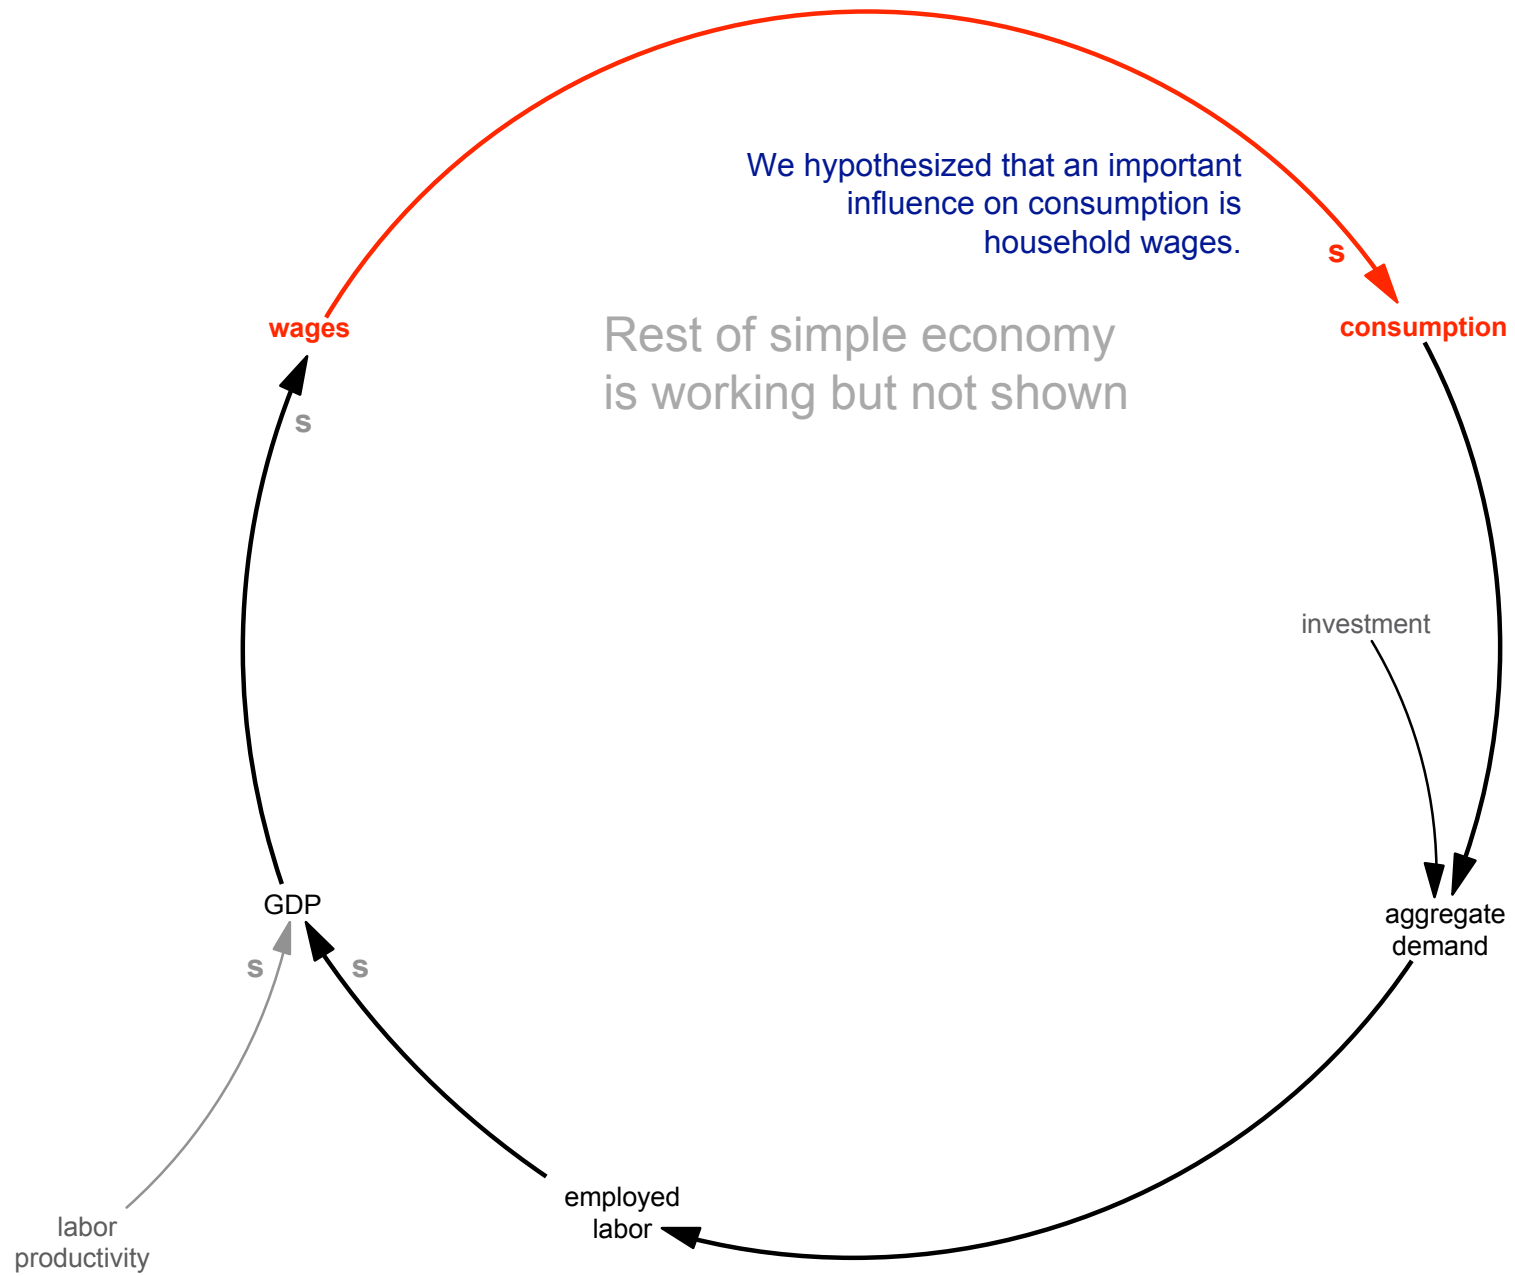 We hypothesized that an important
influence on consumption is
household wages.
s
wages
consumption
Rest of simple economy
is working but not shown
s
investment
GDP
aggregate
demand
s
s
employed
labor
labor
productivity